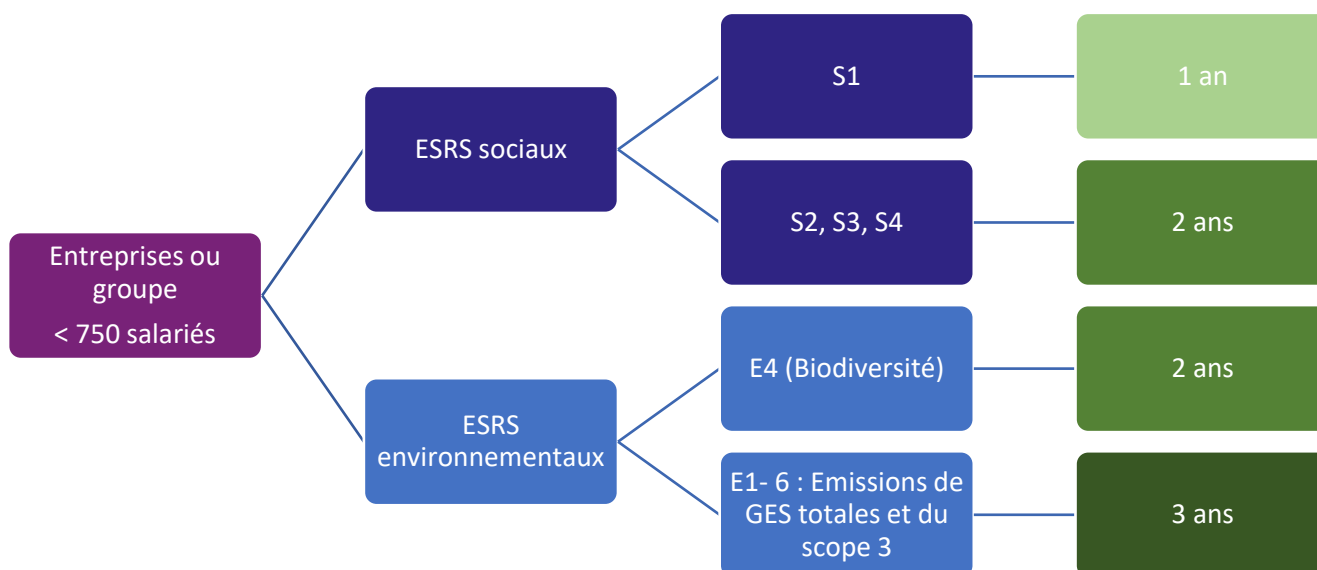 Entreprises ou
groupe
< 750 salariés
ESRS sociaux
S1
1 an
S2, S3, S4
2 ans
ESRS
environnementaux
E4 (Biodiversité)
2 ans
E1- 6 : Emissions de
GES totales et du
scope 3
3 ans